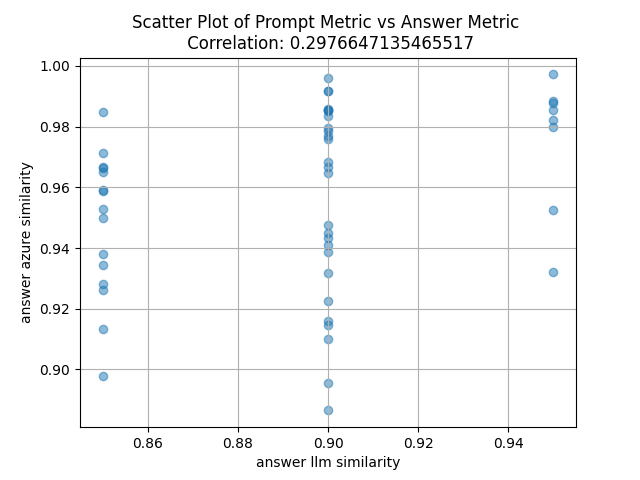 Scatter Plot of Prompt Metric vs Answer Metric
Correlation: 0.2976647135465517
1.00
0.98
0.96
0.94
0.92
0.90
answer azure similarity
0.86
0.88
0.90
0.92
0.94
answer llm similarity